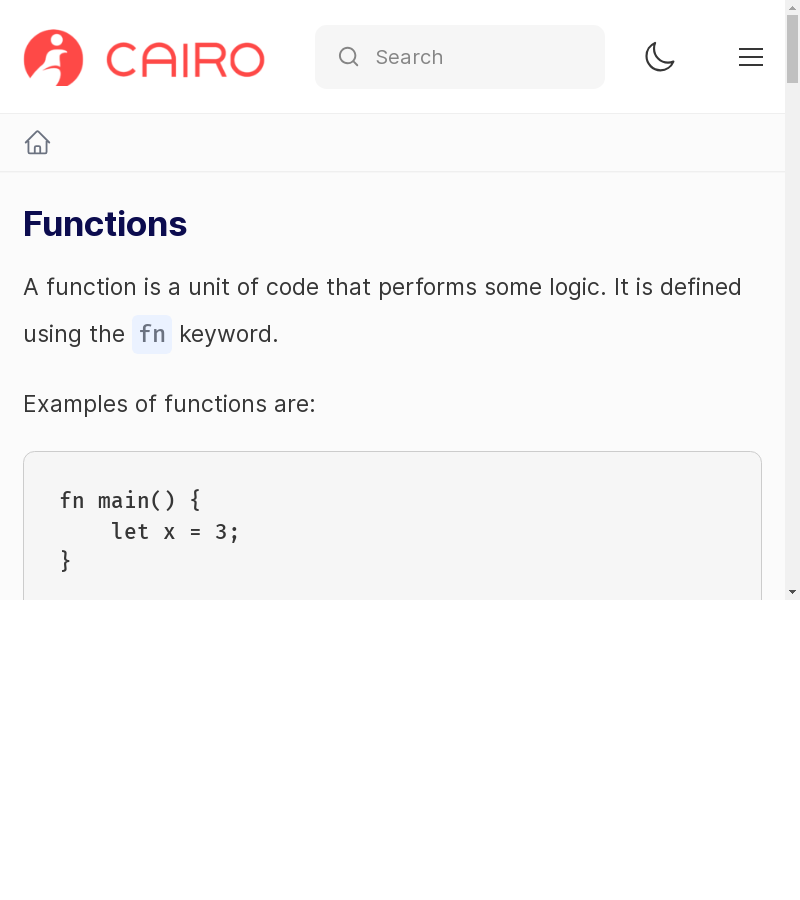 CAIRO
Search
Functions
A function is a unit of code that performs some logic. It is defined
using the fn keyword.
Examples of functions are:
fn main() {
    let x = 3;
}